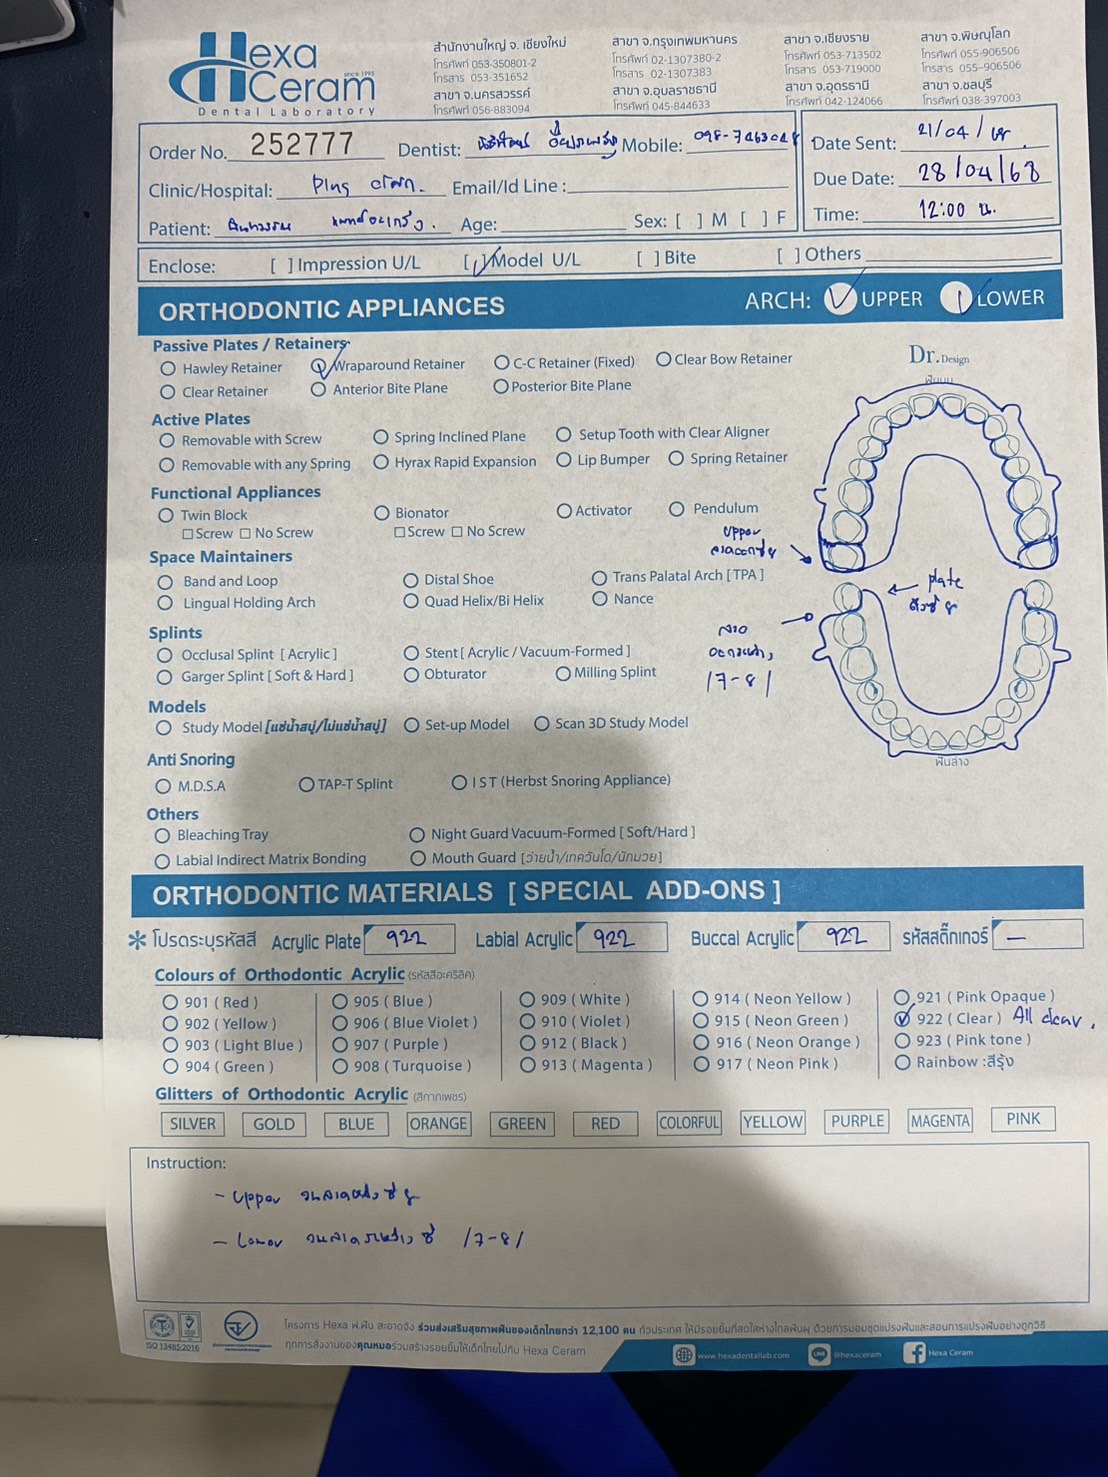 Hexa Ceram
since 1995
Dental Laboratory
สำนักงานใหญ่ จ. เชียงใหม่
โทรศัพท์ 053-350801-2
โทรสาร 053-351652
สาขา จ.นครสวรรค์
โทรศัพท์ 056-883094
สาขา จ.กรุงเทพมหานคร
โทรศัพท์ 02-1307380-2
โทรสาร 02-1307383
สาขา จ.อุบลราชธานี
โทรศัพท์ 045-844633
สาขา จ.เชียงราย
โทรศัพท์ 053-713502
โทรสาร 053-719000
สาขา จ.อุดรธานี
โทรศัพท์ 042-124066
สาขา จ.พิษณุโลก
โทรศัพท์ 055-906506
โทรสาร 055-906506
สาขา จ.ชลบุรี
โทรศัพท์ 038-397003
Order No. 252777 Dentist: Mobile:
Clinic/Hospital: Email/Id Line :
Patient: Age: Sex: [ ] M [ ] F
Date Sent: 21/04/
Due Date: 28/04/68
Time: 12:00 น.
Enclose: [ ] Impression U/L [✓] Model U/L [ ] Bite [ ] Others
ORTHODONTIC APPLIANCES ARCH: UPPER LOWER
Passive Plates / Retainers
Hawley Retainer Wraparound Retainer C-C Retainer (Fixed) Clear Bow Retainer
Clear Retainer Anterior Bite Plane Posterior Bite Plane
Dr. Design
ฟันบน
Active Plates
Removable with Screw Spring Inclined Plane Setup Tooth with Clear Aligner
Removable with any Spring Hyrax Rapid Expansion Lip Bumper Spring Retainer
Functional Appliances
Twin Block Bionator Activator Pendulum
Screw No Screw Screw No Screw
Upper
Space Maintainers
Band and Loop Distal Shoe Trans Palatal Arch [ TPA ]
Lingual Holding Arch Quad Helix/Bi Helix Nance
plate
Splints
Occlusal Splint [ Acrylic ] Stent [ Acrylic / Vacuum-Formed ]
Garger Splint [ Soft & Hard ] Obturator Milling Splint
/7-8/
Models
Study Model [แช่น้ำสบู่/ไม่แช่น้ำสบู่] Set-up Model Scan 3D Study Model
ฟันล่าง
Anti Snoring
M.D.S.A TAP-T Splint I S T (Herbst Snoring Appliance)
Others
Bleaching Tray Night Guard Vacuum-Formed [ Soft/Hard ]
Labial Indirect Matrix Bonding Mouth Guard [ว่ายน้ำ/เทควันโด/นักมวย]
ORTHODONTIC MATERIALS [ SPECIAL ADD-ONS ]
* โปรดระบุรหัสสี Acrylic Plate 922 Labial Acrylic 922 Buccal Acrylic 922 รหัสสติ๊กเกอร์ —
Colours of Orthodontic Acrylic (รหัสสีอะคริลิค)
901 ( Red ) 905 ( Blue ) 909 ( White ) 914 ( Neon Yellow ) 921 ( Pink Opaque )
902 ( Yellow ) 906 ( Blue Violet ) 910 ( Violet ) 915 ( Neon Green ) 922 ( Clear ) All clear,
903 ( Light Blue ) 907 ( Purple ) 912 ( Black ) 916 ( Neon Orange ) 923 ( Pink tone )
904 ( Green ) 908 ( Turquoise ) 913 ( Magenta ) 917 ( Neon Pink ) Rainbow :สีรุ้ง
Glitters of Orthodontic Acrylic (สีกากเพชร)
SILVER GOLD BLUE ORANGE GREEN RED COLORFUL YELLOW PURPLE MAGENTA PINK
Instruction:
- Upper
- Lower /7-8/
ISO 13485:2016
โครงการ Hexa ฟ.ฟัน สะอาดจัง ร่วมส่งเสริมสุขภาพฟันของเด็กไทยกว่า 12,100 คน ทั่วประเทศ ให้มีรอยยิ้มที่สดใสห่างไกลฟันผุ ด้วยการมอบชุดแปรงฟันและสอนการแปรงฟันอย่างถูกวิธี
ทุกการสั่งงานของคุณหมอร่วมสร้างรอยยิ้มให้เด็กไทยไปกับ Hexa Ceram
www.hexadentallab.com @hexaceram Hexa Ceram